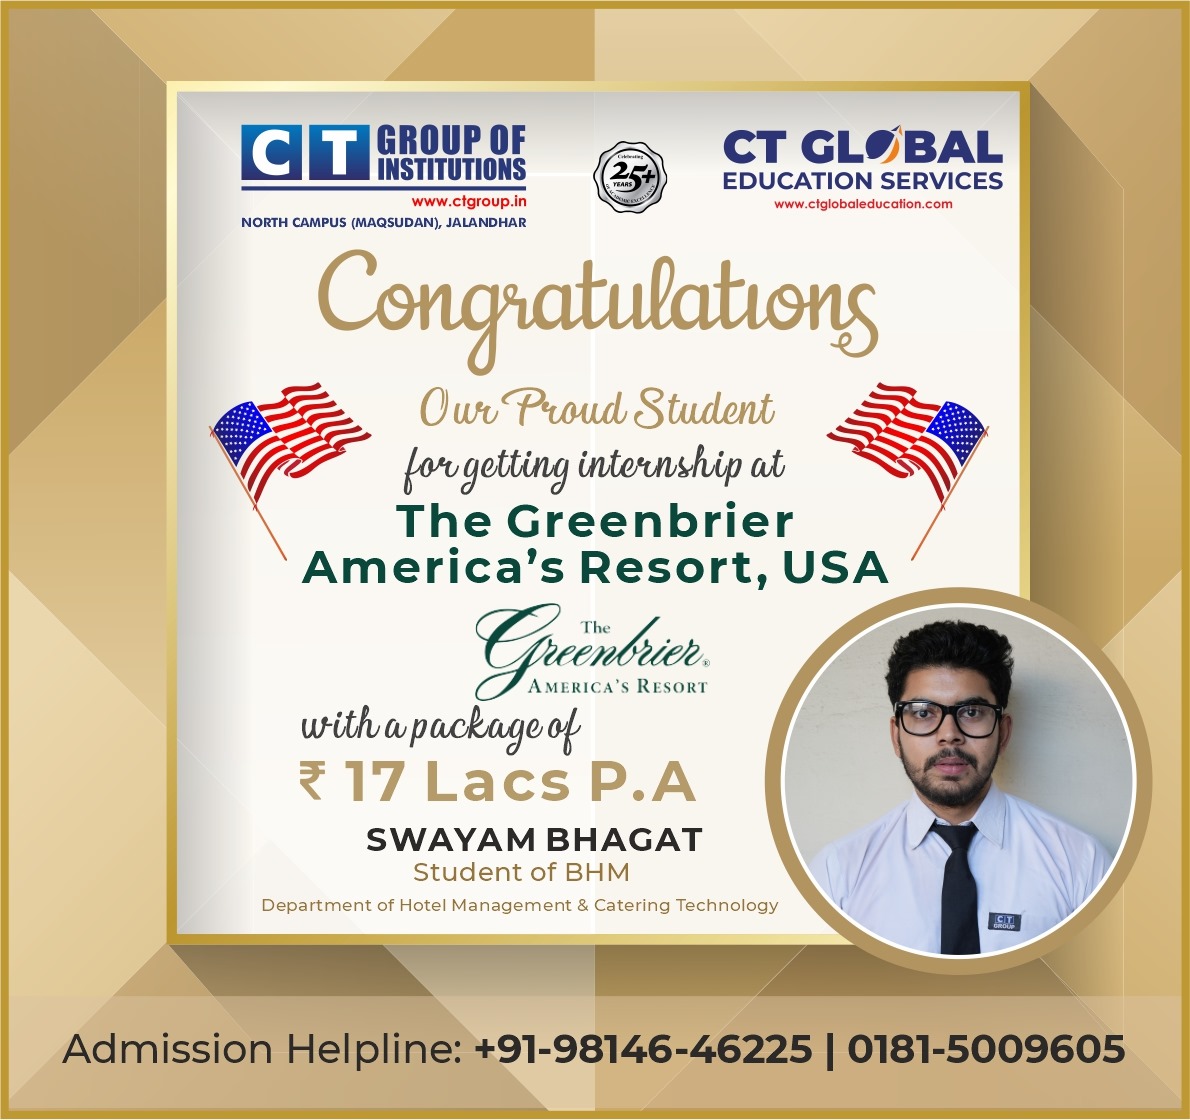 CT GROUP OF
INSTITUTIONS
www.ctgroup.in
NORTH CAMPUS (MAQSUDAN), JALANDHAR
Celebrating
25+
YEARS
OF ACADEMIC EXCELLENCE
CT GLOBAL
EDUCATION SERVICES
www.ctglobaleducation.com
Congratulations
Our Proud Student
for getting internship at
The Greenbrier
America's Resort, USA
The
Greenbrier®
AMERICA'S RESORT
with a package of
₹ 17 Lacs P.A
SWAYAM BHAGAT
Student of BHM
Department of Hotel Management & Catering Technology
CT
GROUP
Admission Helpline: +91-98146-46225 | 0181-5009605